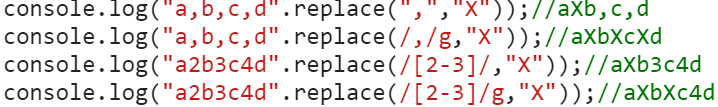 console.log("a,b,c,d".replace(",","X"));//aXb,c,d
console.log("a,b,c,d".replace(/,/g,"X"));//aXbXcXd
console.log("a2b3c4d".replace(/[2-3]/,"X"));//aXb3c4d
console.log("a2b3c4d".replace(/[2-3]/g,"X"));//aXbXc4d